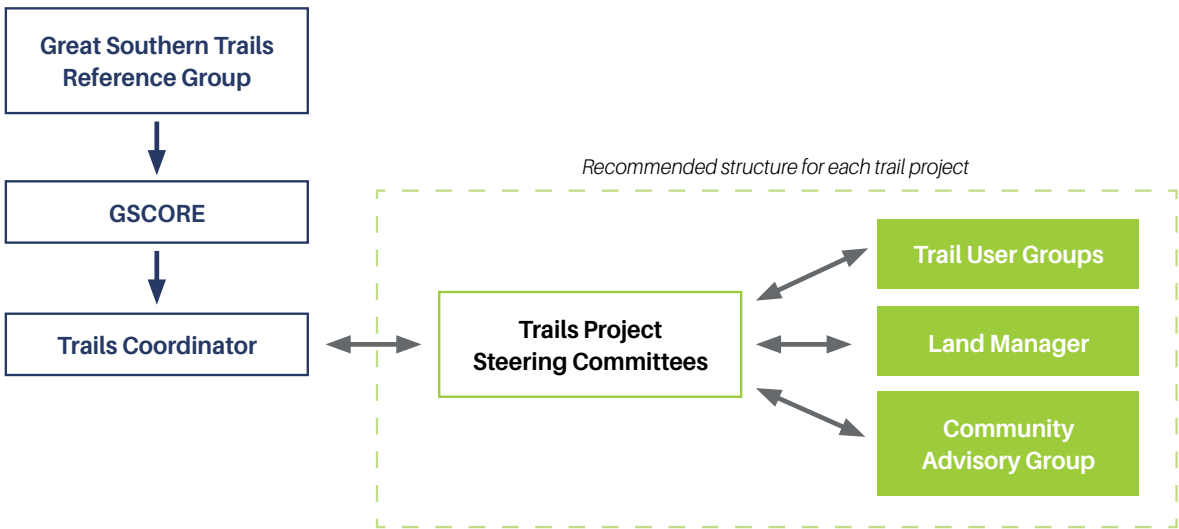 Great Southern Trails
Reference Group
GSCORE
Trails Coordinator
Recommended structure for each trail project
Trails Project
Steering Committees
Trail User Groups
Land Manager
Community
Advisory Group